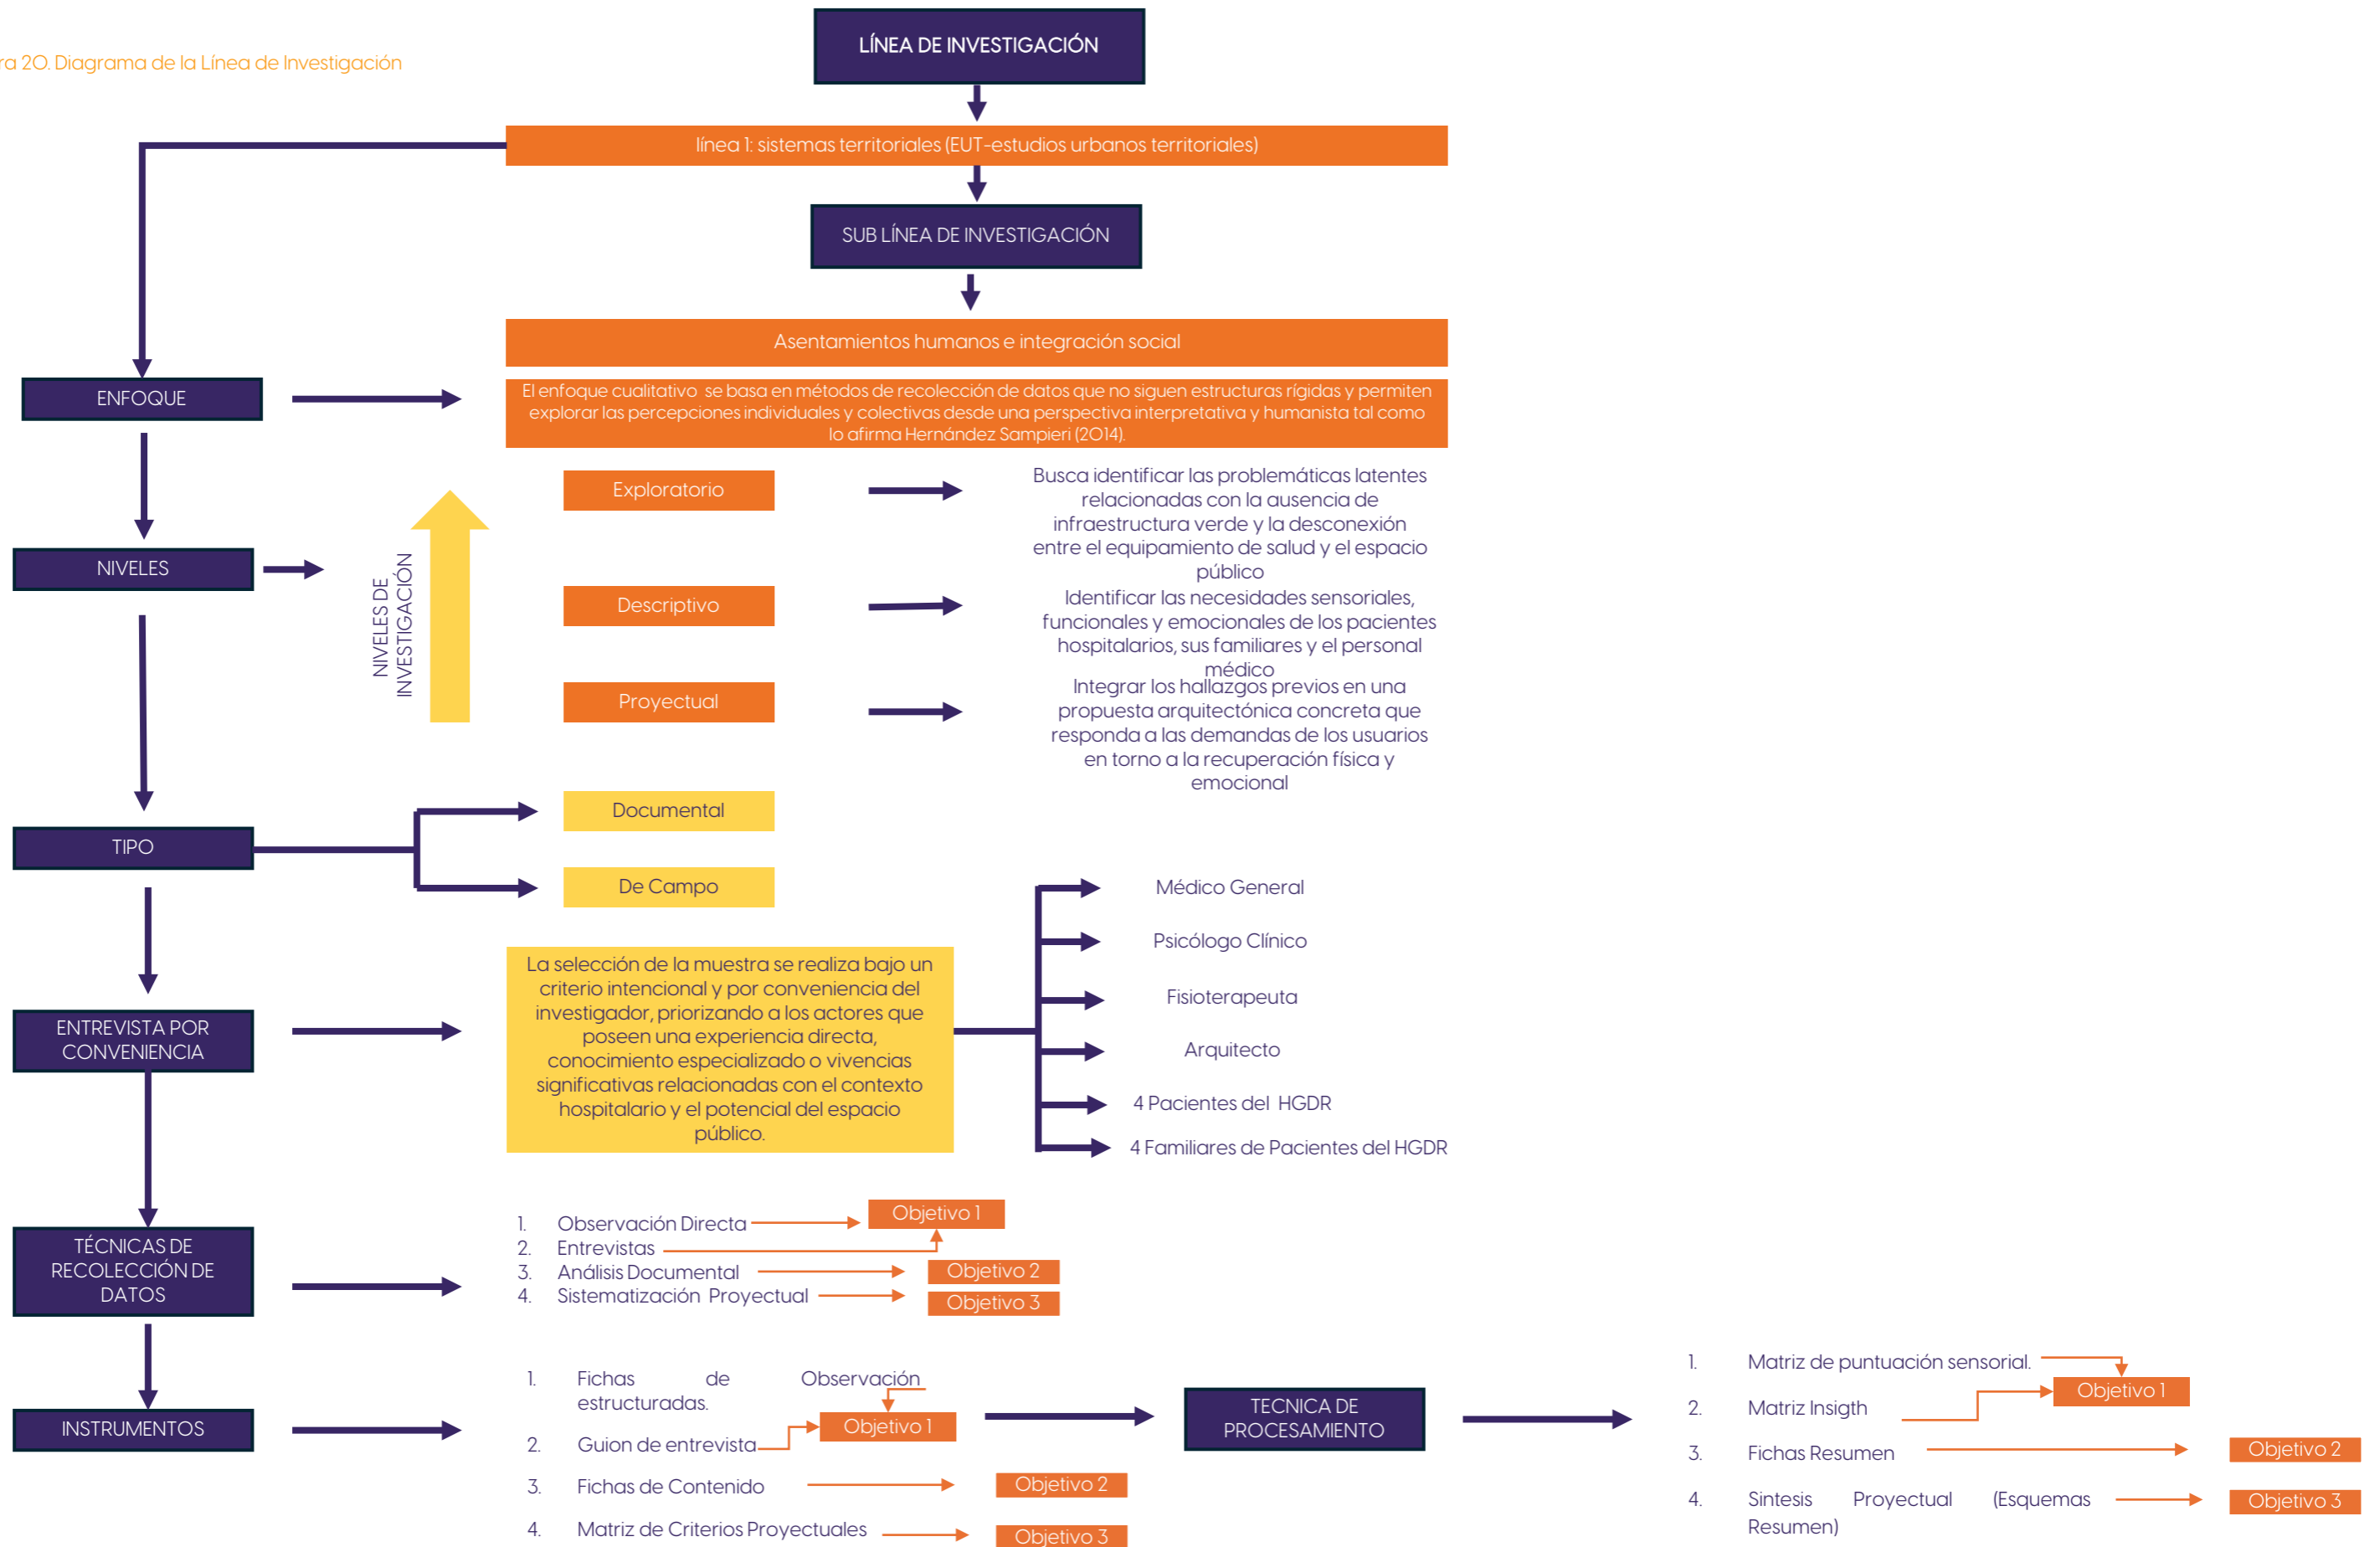 ra 20. Diagrama de la Línea de Investigación
LÍNEA DE INVESTIGACIÓN
línea 1: sistemas territoriales (EUT-estudios urbanos territoriales)
SUB LÍNEA DE INVESTIGACIÓN
Asentamientos humanos e integración social
ENFOQUE
El enfoque cualitativo se basa en métodos de recolección de datos que no siguen estructuras rígidas y permiten
explorar las percepciones individuales y colectivas desde una perspectiva interpretativa y humanista tal como
lo afirma Hernández Sampieri (2014).
NIVELES
NIVELES DE
INVESTIGACIÓN
Exploratorio
Busca identificar las problemáticas latentes
relacionadas con la ausencia de
infraestructura verde y la desconexión
entre el equipamiento de salud y el espacio
público
Descriptivo
Identificar las necesidades sensoriales,
funcionales y emocionales de los pacientes
hospitalarios, sus familiares y el personal
médico
Proyectual
Integrar los hallazgos previos en una
propuesta arquitectónica concreta que
responda a las demandas de los usuarios
en torno a la recuperación física y
emocional
TIPO
Documental
De Campo
ENTREVISTA POR
CONVENIENCIA
La selección de la muestra se realiza bajo un
criterio intencional y por conveniencia del
investigador, priorizando a los actores que
poseen una experiencia directa,
conocimiento especializado o vivencias
significativas relacionadas con el contexto
hospitalario y el potencial del espacio
público.
Médico General
Psicólogo Clínico
Fisioterapeuta
Arquitecto
4 Pacientes del HGDR
4 Familiares de Pacientes del HGDR
TÉCNICAS DE
RECOLECCIÓN DE
DATOS
1. Observación Directa
Objetivo 1
2. Entrevistas
3. Análisis Documental
Objetivo 2
4. Sistematización Proyectual
Objetivo 3
INSTRUMENTOS
1. Fichas de Observación
estructuradas.
Objetivo 1
2. Guion de entrevista
3. Fichas de Contenido
Objetivo 2
4. Matriz de Criterios Proyectuales
Objetivo 3
TECNICA DE
PROCESAMIENTO
1. Matriz de puntuación sensorial.
Objetivo 1
2. Matriz Insigth
3. Fichas Resumen
Objetivo 2
4. Sintesis Proyectual (Esquemas
Resumen)
Objetivo 3